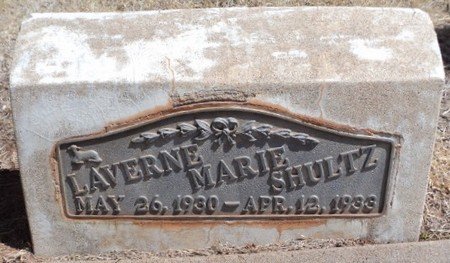 LAVERNE MARIE SHULTZ
MAY 26, 1930 – APR. 12, 1933